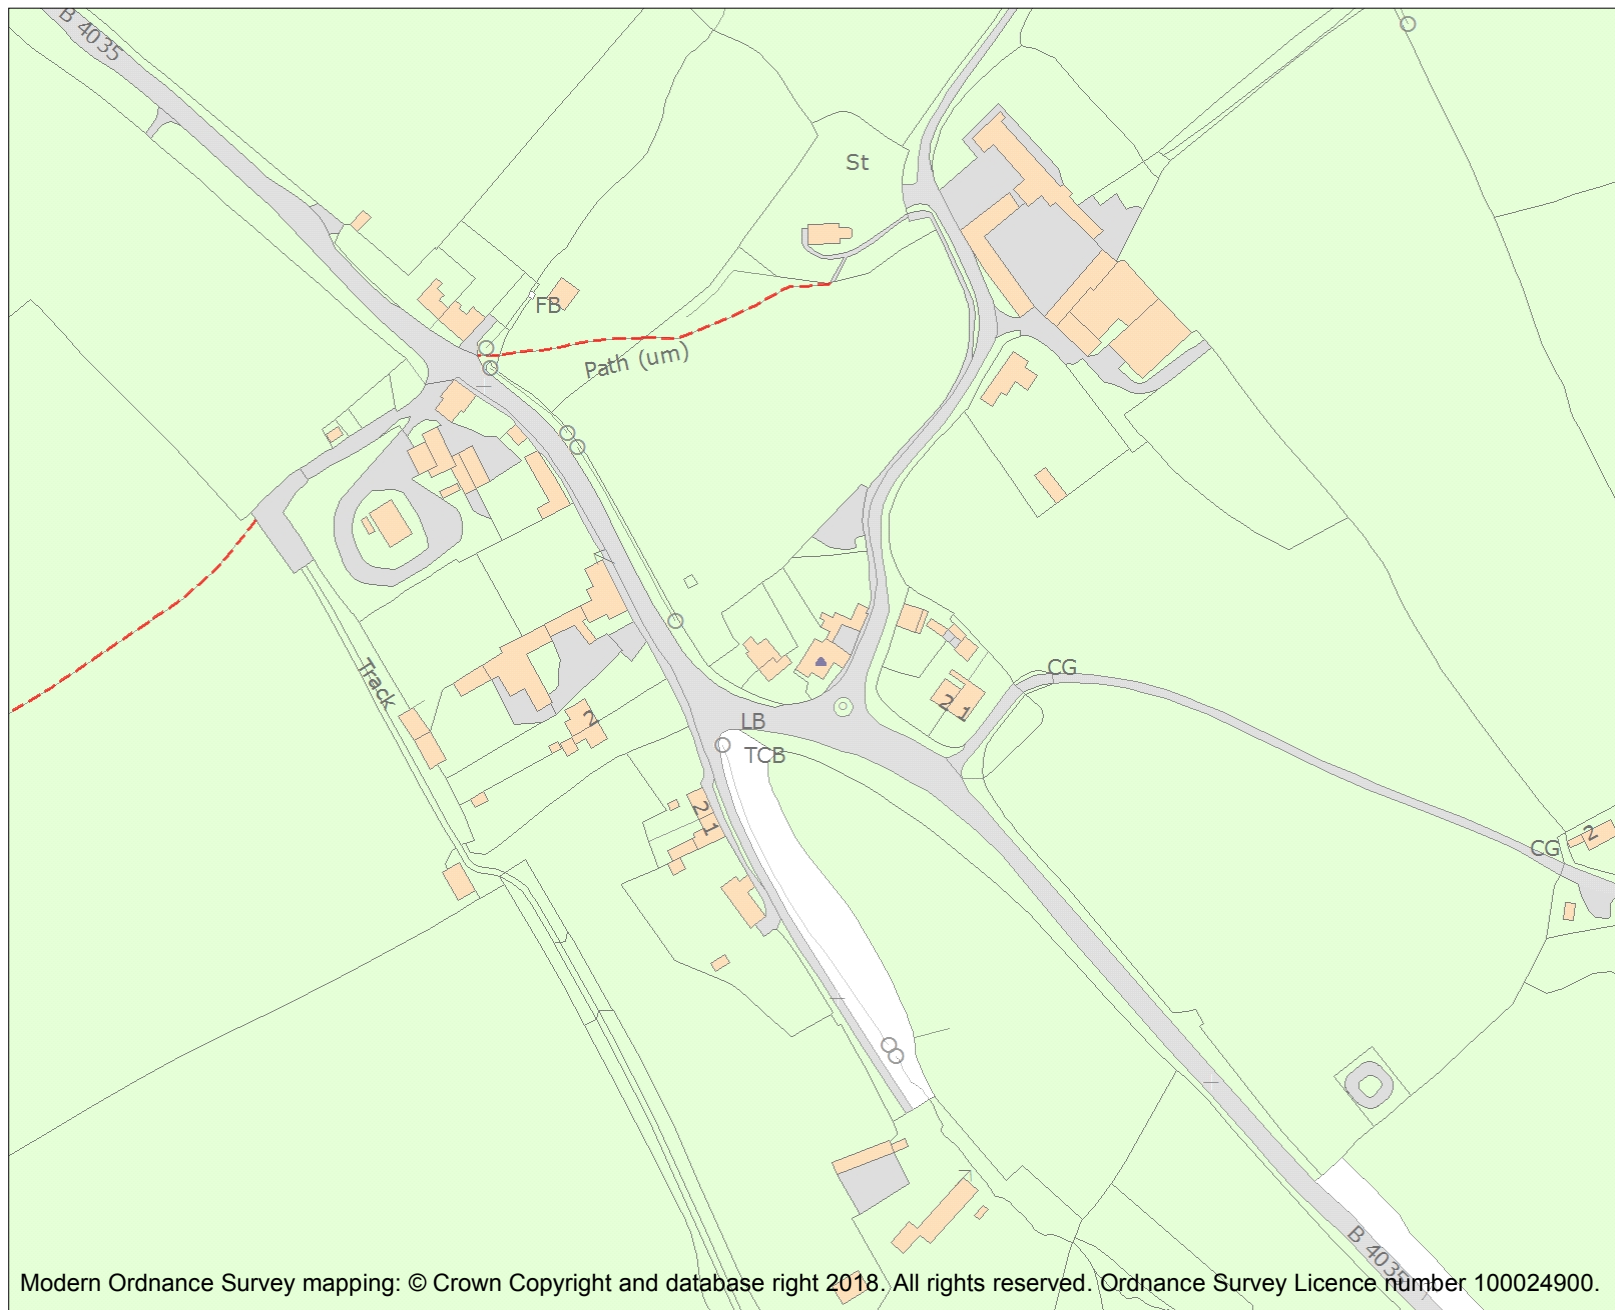 B 4035
St
FB
Path (um)
Track
CG
2
2 1
LB
TCB
2 1
2
CG
B 4035
Modern Ordnance Survey mapping: © Crown Copyright and database right 2018. All rights reserved. Ordnance Survey Licence number 100024900.